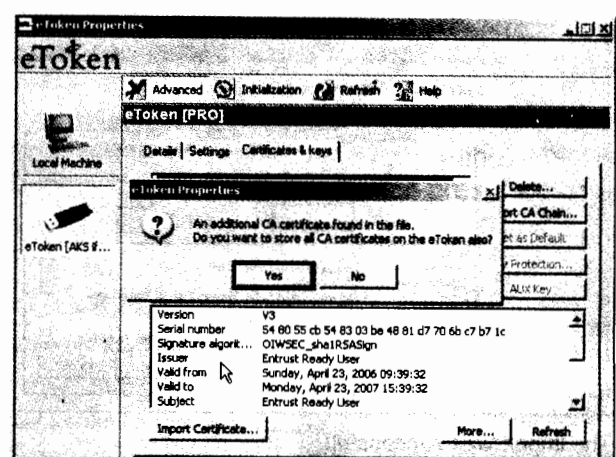 eToken Properties
eToken
Advanced Initialization Refresh Help
eToken [PRO]
Local Machine
Details Settings Certificates & keys
eToken Properties
Delete...
ort CA Chain...
et as Default
Protection...
AUX Key
eToken [AKS if...
An additional CA certificate found in the file.
Do you want to store all CA certificates on the eToken also?
Yes No
Version V3
Serial number 54 80 55 cb 54 83 03 be 48 81 d7 70 6b c7 b7 1c
Signature algorit... OIWSEC_sha1RSASign
Issuer Entrust Ready User
Valid from Sunday, April 23, 2006 09:39:32
Valid to Monday, April 23, 2007 15:39:32
Subject Entrust Ready User
Import Certificate... More... Refresh